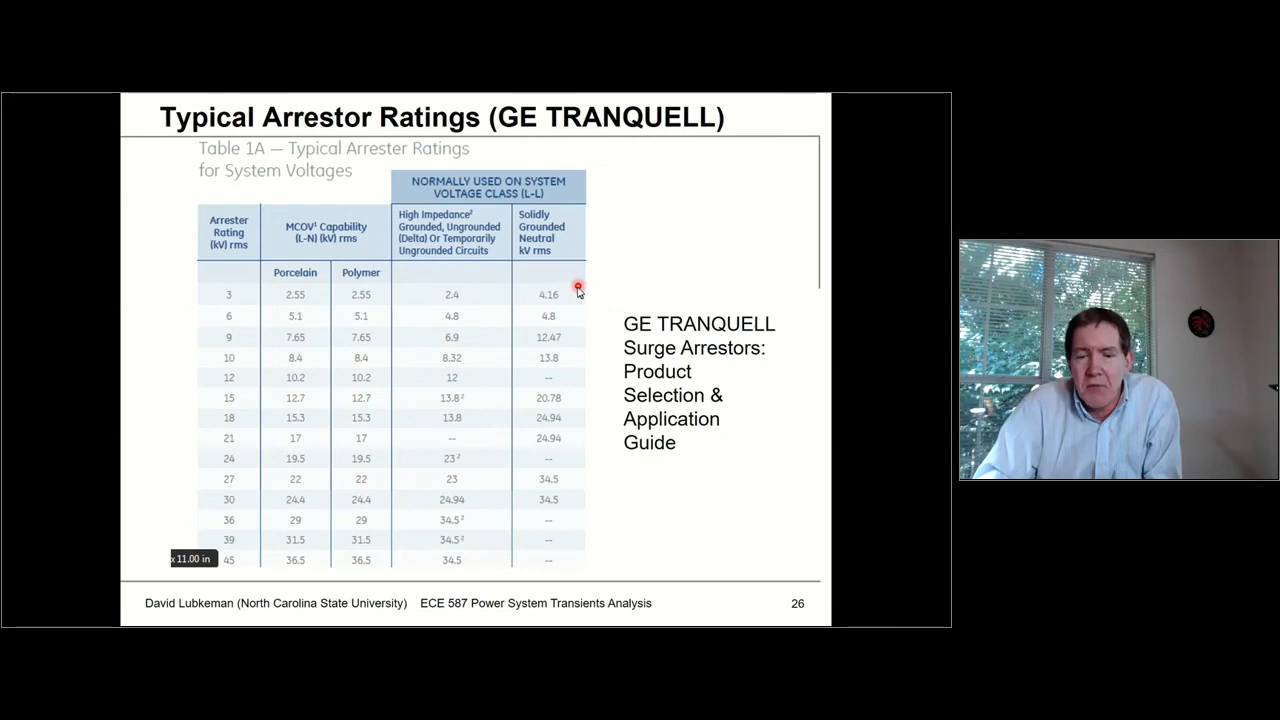 Typical Arrestor Ratings (GE TRANQUELL)
Table 1A — Typical Arrester Ratings
for System Voltages
NORMALLY USED ON SYSTEM
VOLTAGE CLASS (L-L)
Arrester
Rating
(kV) rms
MCOV¹ Capability
(L-N) (kV) rms
High Impedance²
Grounded, Ungrounded
(Delta) Or Temporarily
Ungrounded Circuits
Solidly
Grounded
Neutral
kV rms
Porcelain Polymer
3 2.55 2.55 2.4 4.16
6 5.1 5.1 4.8 4.8
9 7.65 7.65 6.9 12.47
10 8.4 8.4 8.32 13.8
12 10.2 10.2 12 --
15 12.7 12.7 13.8² 20.78
18 15.3 15.3 13.8 24.94
21 17 17 -- 24.94
24 19.5 19.5 23² --
27 22 22 23 34.5
30 24.4 24.4 24.94 34.5
36 29 29 34.5² --
39 31.5 31.5 34.5² --
45 36.5 36.5 34.5 --
x 11.00 in
GE TRANQUELL
Surge Arrestors:
Product
Selection &
Application
Guide
David Lubkeman (North Carolina State University) ECE 587 Power System Transients Analysis 26